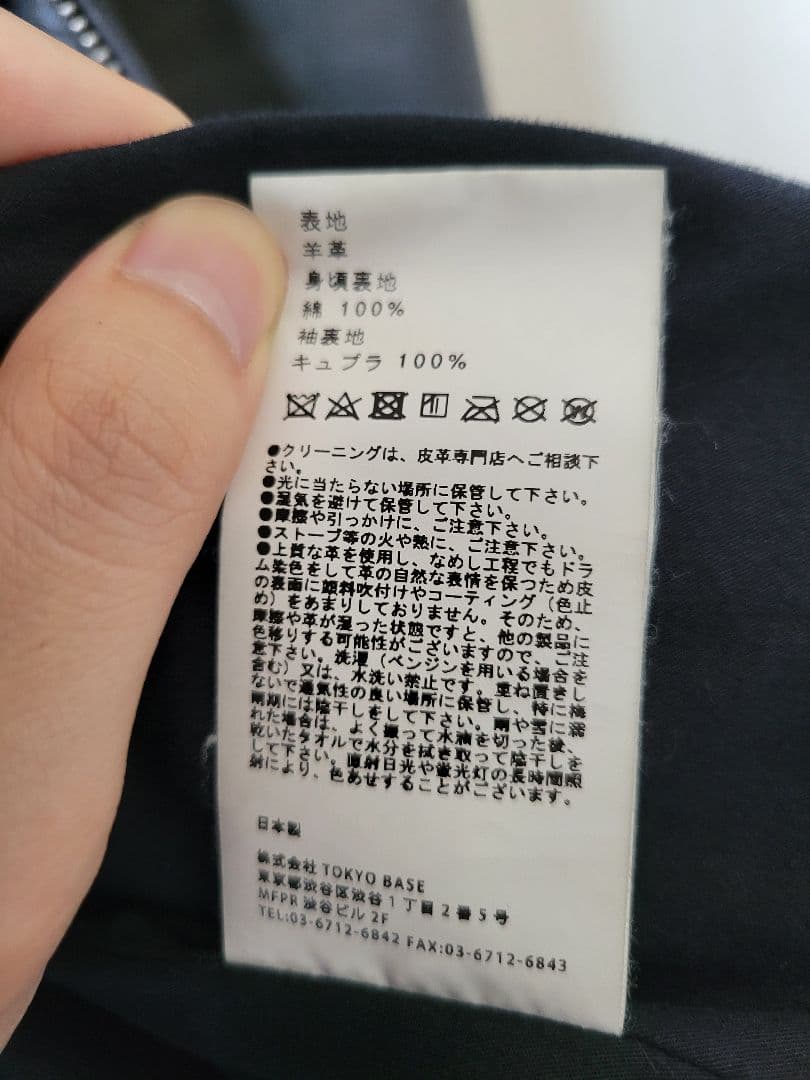 表地
羊革
身頃裏地
綿 100%
袖裏地
キュプラ 100%
●クリーニングは、皮革専門店へご相談下
さい。
●光に当たらない場所に保管して下さい。
●湿気を避けて保管して下さい。
●摩擦や引っかけに、ご注意下さい。
●ストーブ等の火や熱に、ご注意下さい。
●上質な革を使用し、なめし工程でもドラ
ム染色をして革の自然な表情を保つため皮
の表面に顔料吹付けやコーティング（色止
め）をあまりしておりません。そのため、
摩擦や革が湿った状態ですと、他の製品に
色移りする可能性がございますので、ご注
意下さい。洗濯（ベンジンを用いる場合を
含む）又は、水洗い禁止です。重ね置きし
ないで通気性の良い場所に保管し、特に梅
雨期には陰干しをして下さい。雨や雪に濡
れた場合は、よく振って水滴を切った後、
乾いたタオルで水分を拭き取って陰干しを
して下さい。直射日光や蛍光灯の長時間照
射により、色あせすることがございます。
日本製
株式会社 TOKYO BASE
東京都渋谷区渋谷1丁目2番5号
MFPR 渋谷ビル 2F
TEL:03-6712-6842 FAX:03-6712-6843